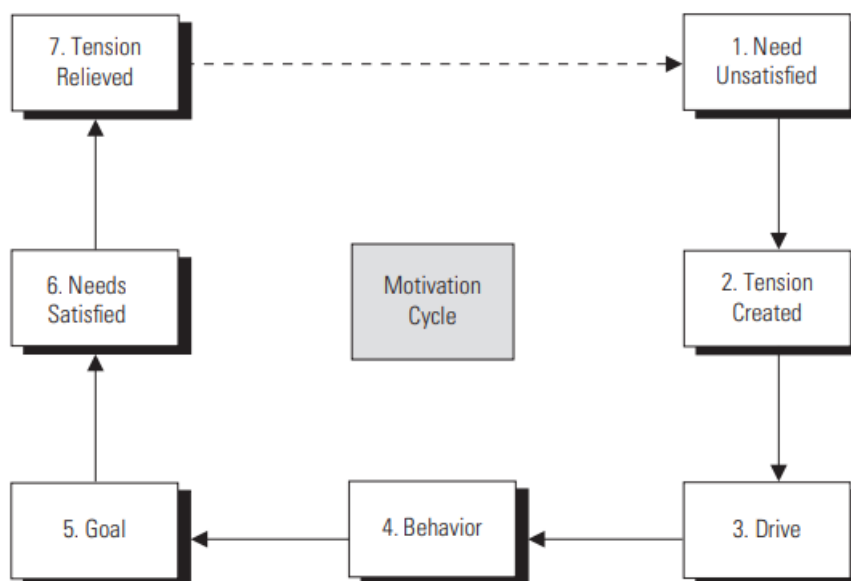 7. Tension
Relieved
1. Need
Unsatisfied
6. Needs
Satisfied
Motivation
Cycle
2. Tension
Created
5. Goal
4. Behavior
3. Drive